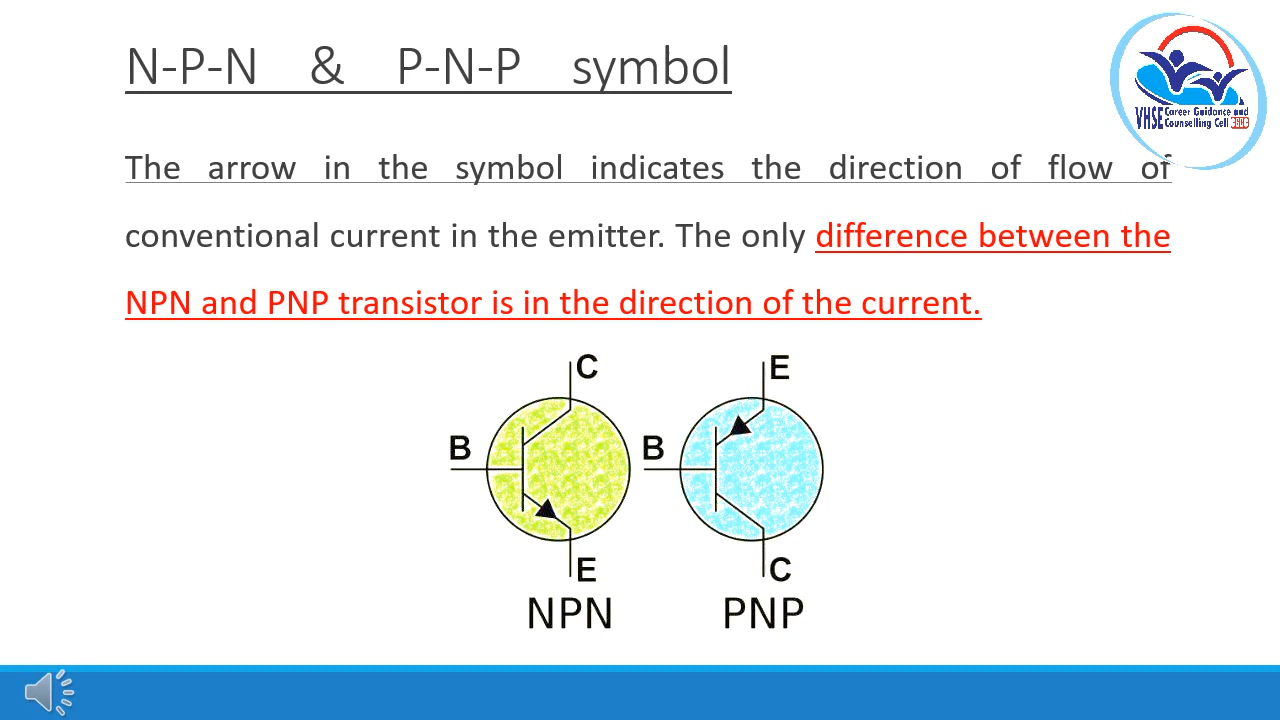 N-P-N & P-N-P symbol
VHSE Career Guidance and
Counselling Cell
The arrow in the symbol indicates the direction of flow of
conventional current in the emitter. The only difference between the
NPN and PNP transistor is in the direction of the current.
C E
B B
E C
NPN PNP